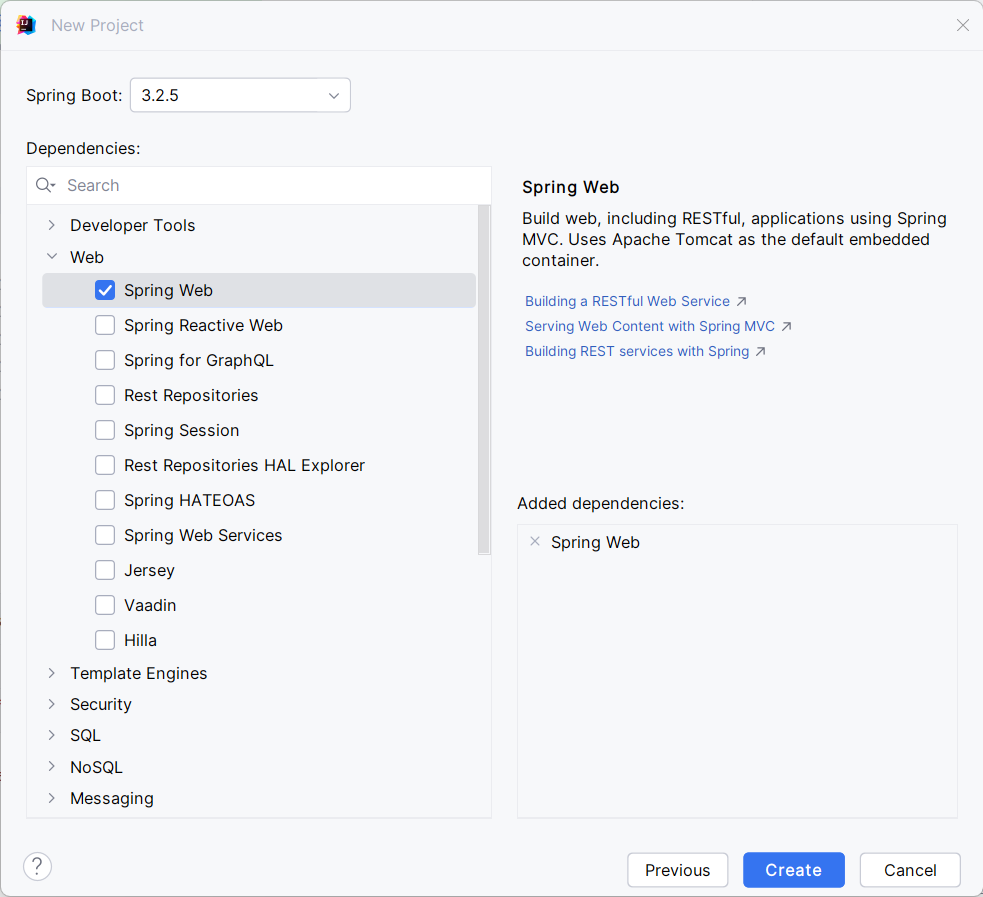 New Project
Spring Boot: 3.2.5
Dependencies:
Search
Developer Tools
Web
Spring Web
Spring Reactive Web
Spring for GraphQL
Rest Repositories
Spring Session
Rest Repositories HAL Explorer
Spring HATEOAS
Spring Web Services
Jersey
Vaadin
Hilla
Template Engines
Security
SQL
NoSQL
Messaging
Spring Web
Build web, including RESTful, applications using Spring
MVC. Uses Apache Tomcat as the default embedded
container.
Building a RESTful Web Service ↗
Serving Web Content with Spring MVC ↗
Building REST services with Spring ↗
Added dependencies:
Spring Web
?
Previous
Create
Cancel